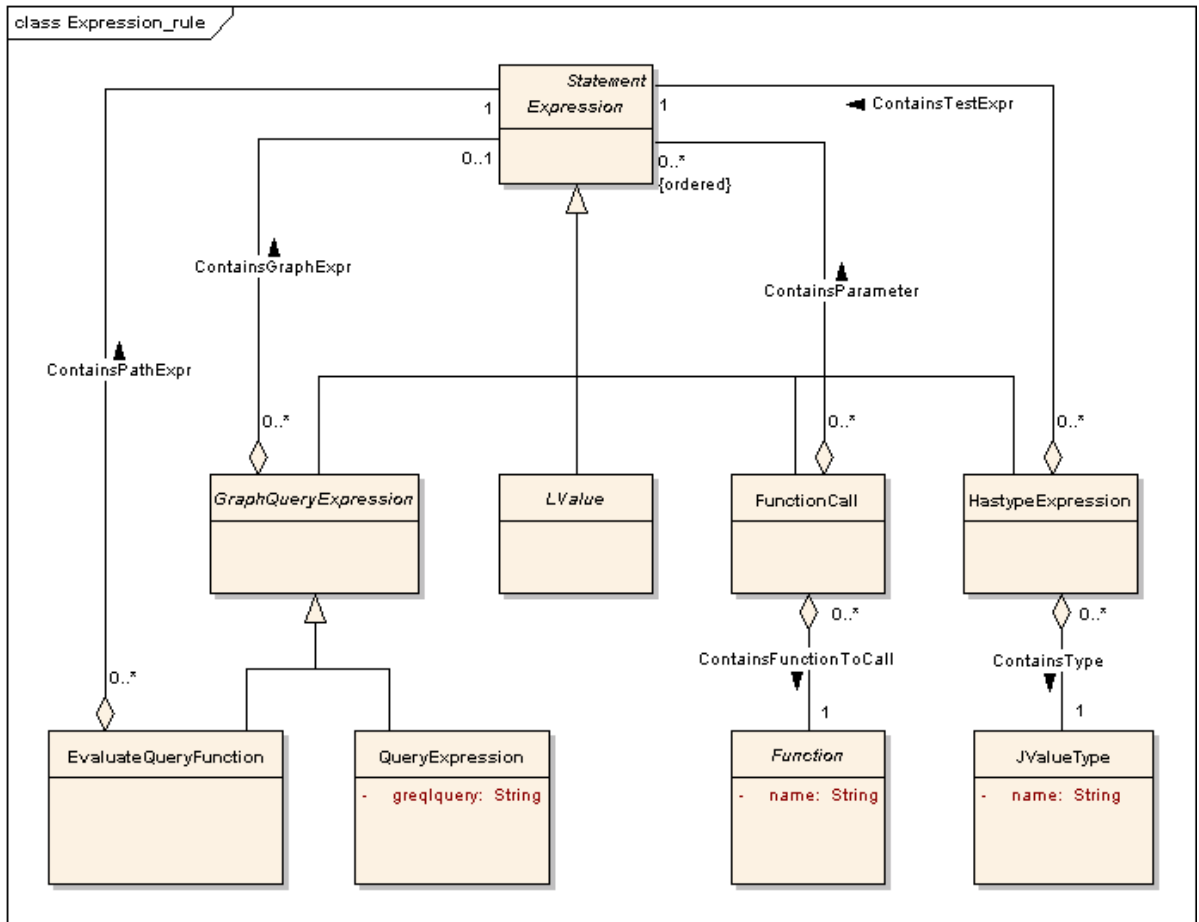 class Expression_rule
Statement
Expression
1
1
ContainsTestExpr
0..1
0..*
{ordered}
ContainsGraphExpr
ContainsParameter
ContainsPathExpr
0..*
0..*
0..*
GraphQueryExpression
LValue
FunctionCall
HastypeExpression
0..*
0..*
ContainsFunctionToCall
ContainsType
0..*
1
1
EvaluateQueryFunction
QueryExpression
Function
JValueType
- greqlquery: String
- name: String
- name: String